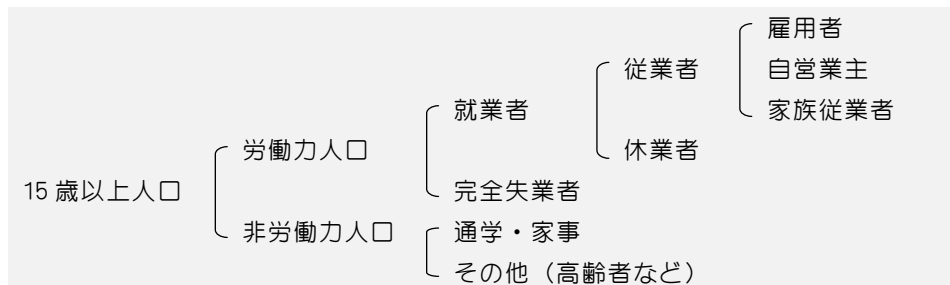 雇用者
従業者 自営業主
就業者 家族従業者
労働力人口 休業者
15歳以上人口 完全失業者
非労働力人口 通学・家事
その他（高齢者など）